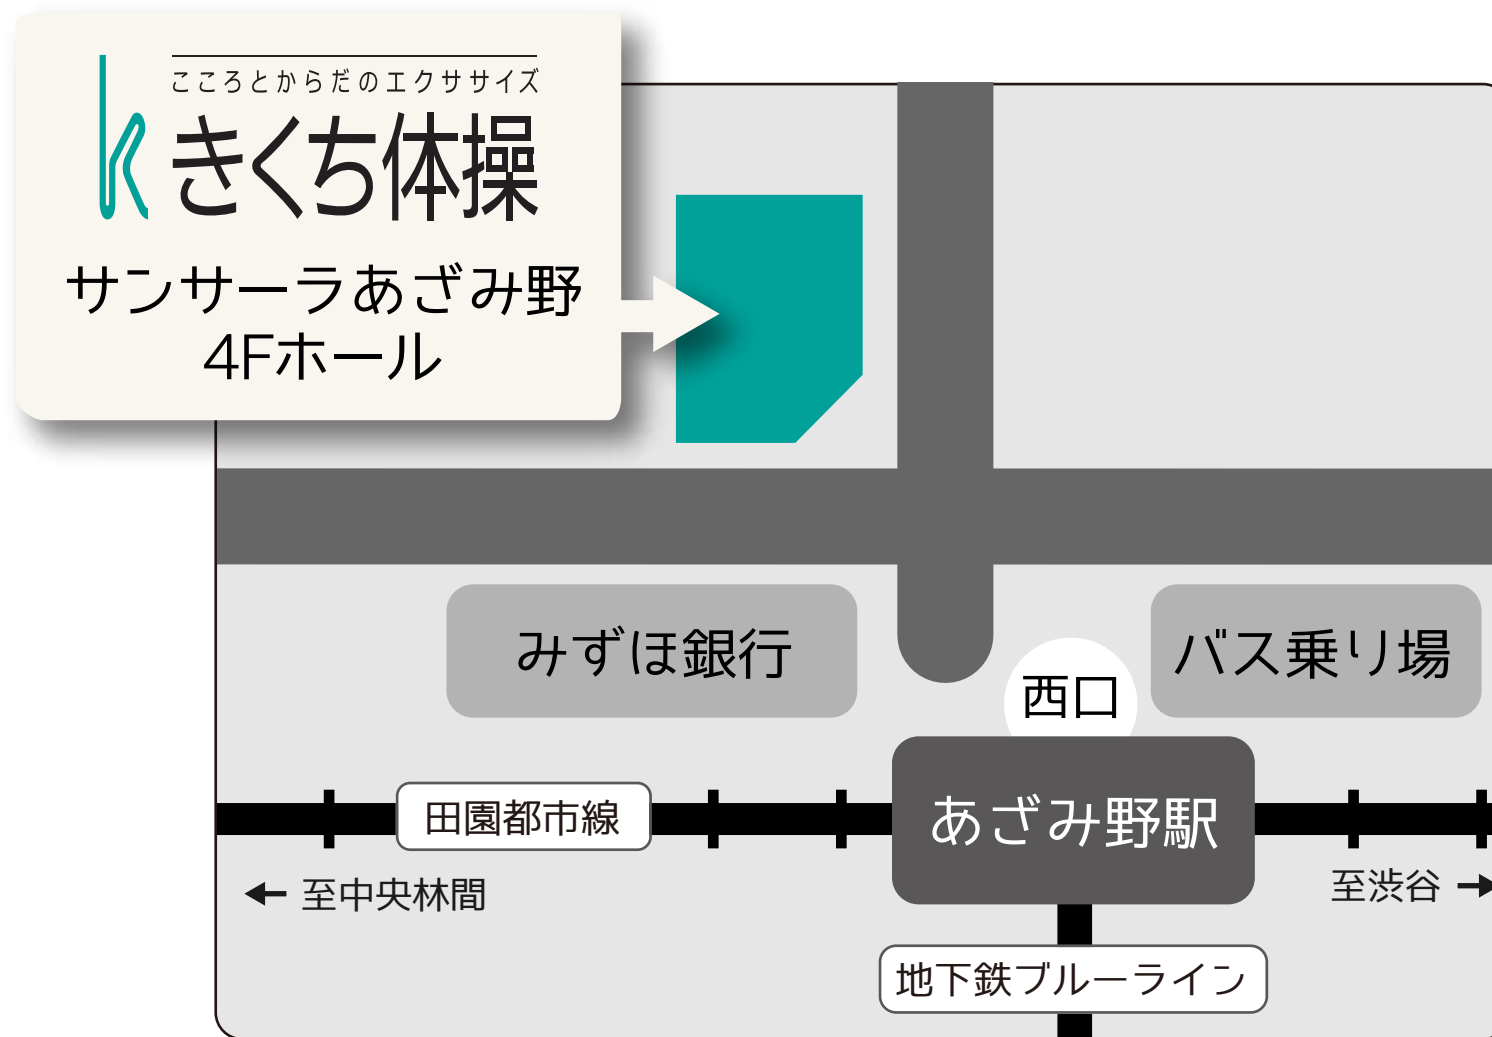 こころとからだのエクササイズ
きくち体操
サンサーラあざみ野
4Fホール
みずほ銀行
バス乗り場
西口
田園都市線
あざみ野駅
至中央林間
至渋谷
地下鉄ブルーライン